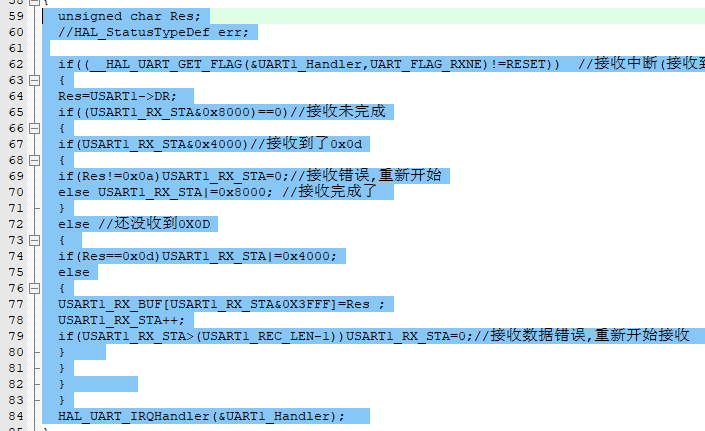 58 {
59 unsigned char Res;
60 //HAL_StatusTypeDef err;
61
62 if((__HAL_UART_GET_FLAG(&UART1_Handler,UART_FLAG_RXNE)!=RESET)) //接收中断(接收到
63 {
64 Res=USART1->DR;
65 if((USART1_RX_STA&0x8000)==0)//接收未完成
66 {
67 if(USART1_RX_STA&0x4000)//接收到了0x0d
68 {
69 if(Res!=0x0a)USART1_RX_STA=0;//接收错误,重新开始
70 else USART1_RX_STA|=0x8000; //接收完成了
71 }
72 else //还没收到0X0D
73 {
74 if(Res==0x0d)USART1_RX_STA|=0x4000;
75 else
76 {
77 USART1_RX_BUF[USART1_RX_STA&0X3FFF]=Res ;
78 USART1_RX_STA++;
79 if(USART1_RX_STA>(USART1_REC_LEN-1))USART1_RX_STA=0;//接收数据错误,重新开始接收
80 }
81 }
82 }
83 }
84 HAL_UART_IRQHandler(&UART1_Handler);
85 }